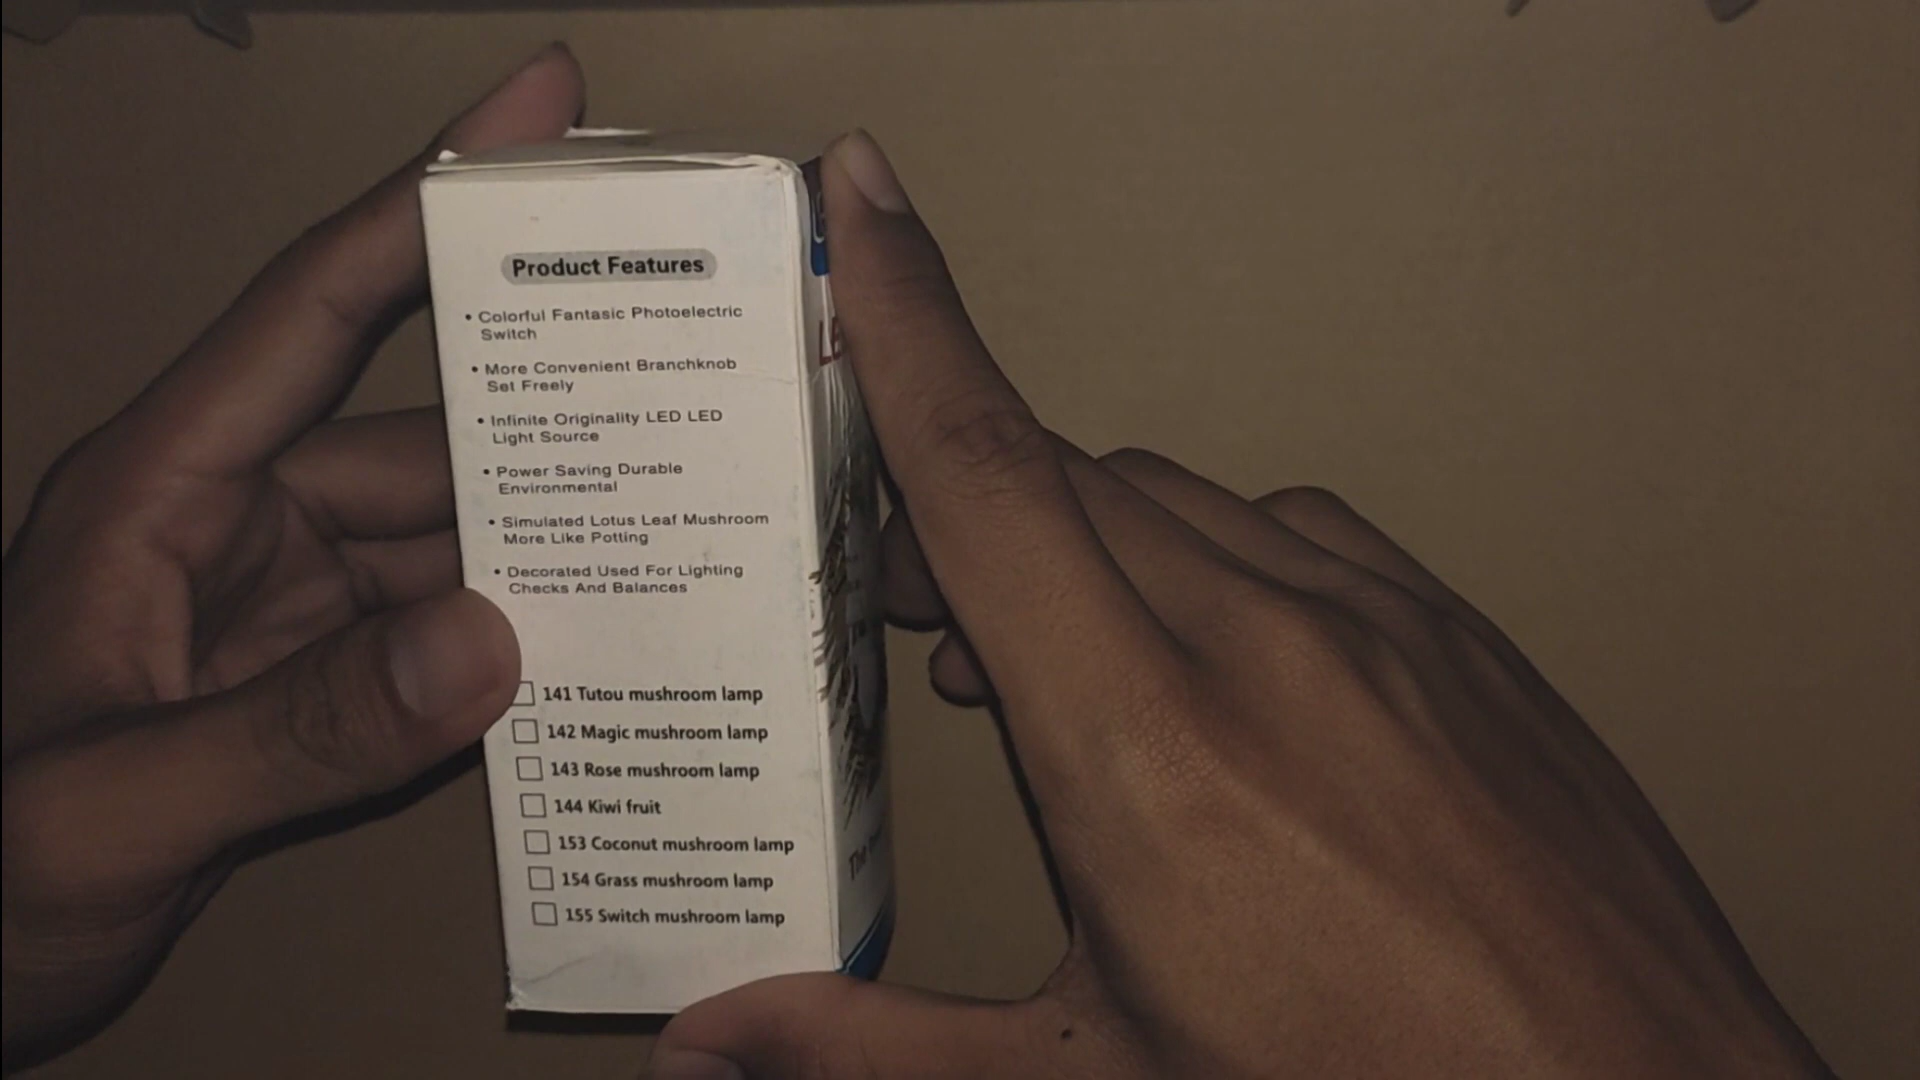 Product Features
• Colorful Fantasic Photoelectric
Switch
• More Convenient Branchknob
Set Freely
• Infinite Originality LED LED
Light Source
• Power Saving Durable
Environmental
• Simulated Lotus Leaf Mushroom
More Like Potting
• Decorated Used For Lighting
Checks And Balances
141 Tutou mushroom lamp
142 Magic mushroom lamp
143 Rose mushroom lamp
144 Kiwi fruit
153 Coconut mushroom lamp
154 Grass mushroom lamp
155 Switch mushroom lamp
The